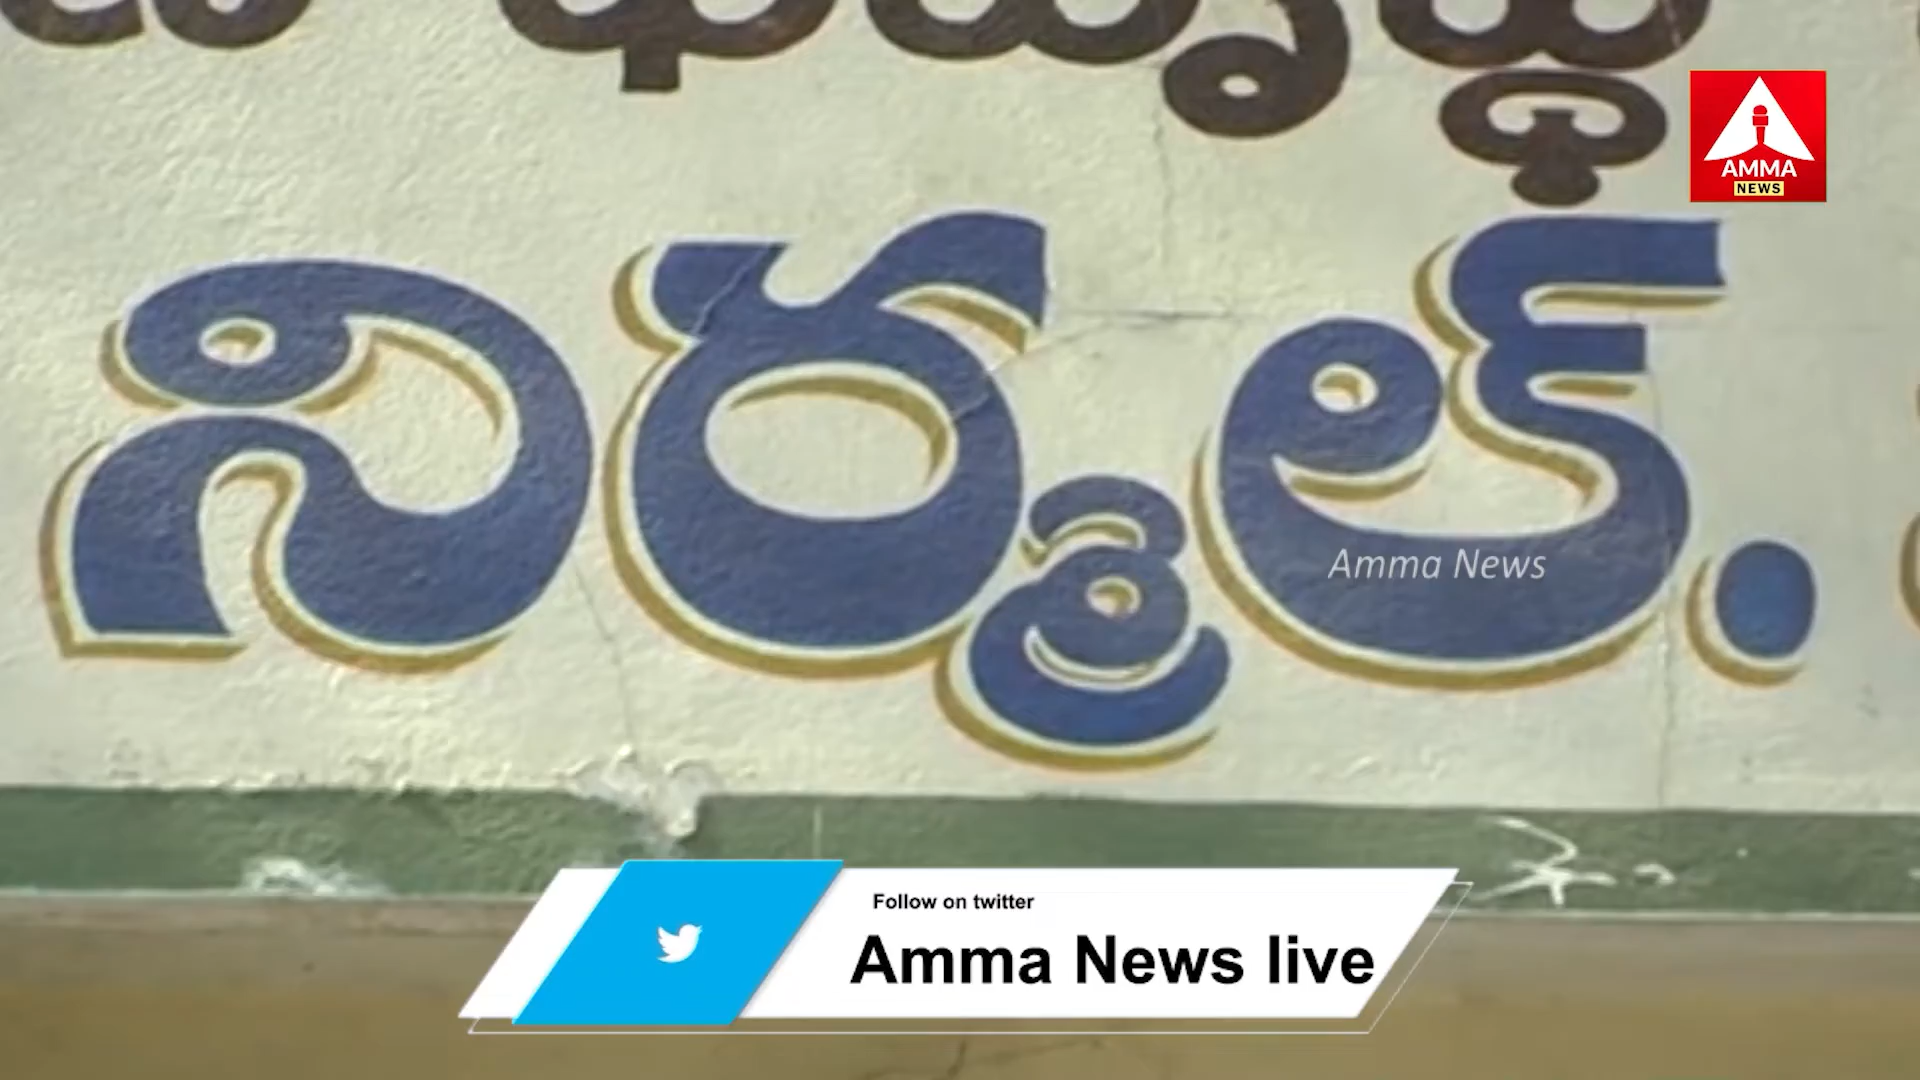 AMMA
NEWS
నిర్మల్.
Amma News
Follow on twitter
Amma News live